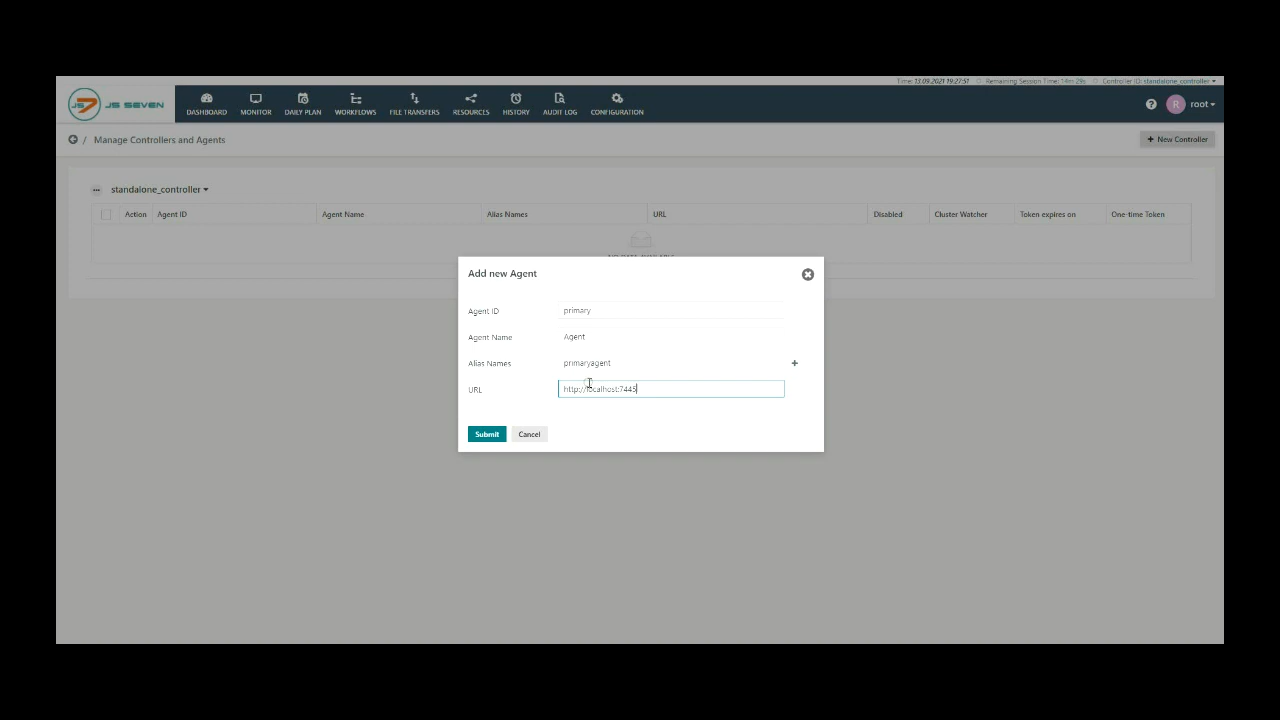 Time: 13.09.2021 19:27:51 Remaining Session Time: 14m 29s Controller ID: standalone_controller
JS7 JS SEVEN
DASHBOARD MONITOR DAILY PLAN WORKFLOWS FILE TRANSFERS RESOURCES HISTORY AUDIT LOG CONFIGURATION
? R root
/ Manage Controllers and Agents + New Controller
standalone_controller
Action Agent ID Agent Name Alias Names URL Disabled Cluster Watcher Token expires on One-time Token
Add new Agent
Agent ID primary
Agent Name Agent
Alias Names primaryagent +
URL http://localhost:7445
Submit Cancel